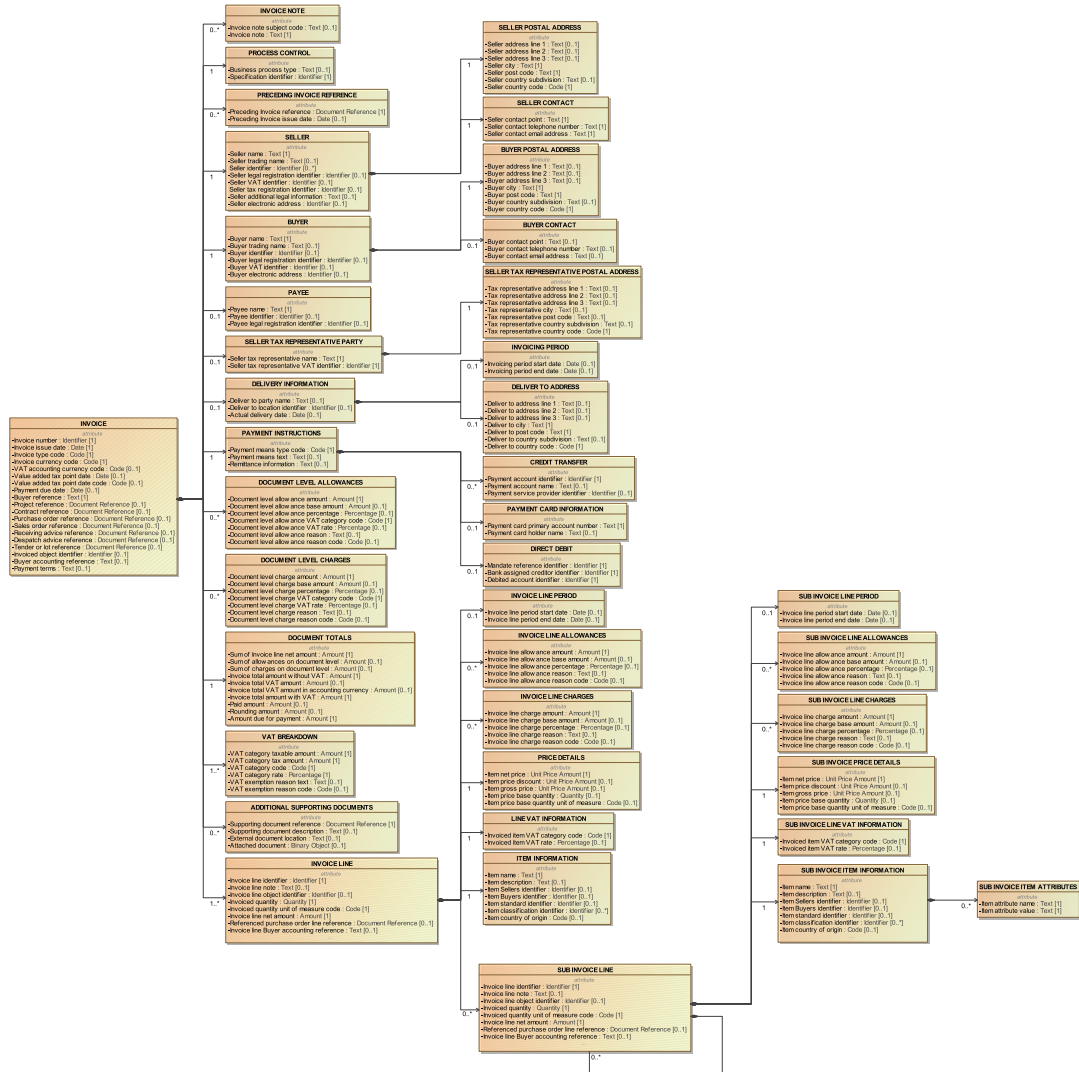 INVOICE
attribute
-Invoice number : Identifier [1]
-Invoice issue date : Date [1]
-Invoice type code : Code [1]
-Invoice currency code : Code [1]
-VAT accounting currency code : Code [0..1]
-Value added tax point date : Date [0..1]
-Value added tax point date code : Code [0..1]
-Payment due date : Date [0..1]
-Buyer reference : Text [1]
-Project reference : Document Reference [0..1]
-Contract reference : Document Reference [0..1]
-Purchase order reference : Document Reference [0..1]
-Sales order reference : Document Reference [0..1]
-Receiving advice reference : Document Reference [0..1]
-Despatch advice reference : Document Reference [0..1]
-Tender or lot reference : Document Reference [0..1]
-Invoiced object identifier : Identifier [0..1]
-Buyer accounting reference : Text [0..1]
-Payment terms : Text [0..1]
INVOICE NOTE
attribute
-Invoice note subject code : Text [0..1]
-Invoice note : Text [1]
0..*
PROCESS CONTROL
attribute
-Business process type : Text [0..1]
-Specification identifier : Identifier [1]
1
PRECEDING INVOICE REFERENCE
attribute
-Preceding Invoice reference : Document Reference [1]
-Preceding Invoice issue date : Date [0..1]
0..*
SELLER
attribute
-Seller name : Text [1]
-Seller trading name : Text [0..1]
Seller identifier : Identifier [0..*]
-Seller legal registration identifier : Identifier [0..1]
-Seller VAT identifier : Identifier [0..1]
-Seller tax registration identifier : Identifier [0..1]
-Seller additional legal information : Text [0..1]
-Seller electronic address : Identifier [0..1]
1
BUYER
attribute
-Buyer name : Text [1]
-Buyer trading name : Text [0..1]
-Buyer identifier : Identifier [0..1]
-Buyer legal registration identifier : Identifier [0..1]
-Buyer VAT identifier : Identifier [0..1]
-Buyer electronic address : Identifier [0..1]
1
PAYEE
attribute
-Payee name : Text [1]
-Payee identifier : Identifier [0..1]
-Payee legal registration identifier : Identifier [0..1]
0..1
SELLER TAX REPRESENTATIVE PARTY
attribute
-Seller tax representative name : Text [1]
-Seller tax representative VAT identifier : Identifier [1]
0..1
DELIVERY INFORMATION
attribute
-Deliver to party name : Text [0..1]
-Deliver to location identifier : Identifier [0..1]
-Actual delivery date : Date [0..1]
0..1
PAYMENT INSTRUCTIONS
attribute
-Payment means type code : Code [1]
-Payment means text : Text [0..1]
-Remittance information : Text [0..1]
1
DOCUMENT LEVEL ALLOWANCES
attribute
-Document level allowance amount : Amount [1]
-Document level allowance base amount : Amount [0..1]
-Document level allowance percentage : Percentage [0..1]
-Document level allowance VAT category code : Code [1]
-Document level allowance VAT rate : Percentage [0..1]
-Document level allowance reason : Text [0..1]
-Document level allowance reason code : Code [0..1]
0..*
DOCUMENT LEVEL CHARGES
attribute
-Document level charge amount : Amount [1]
-Document level charge base amount : Amount [0..1]
-Document level charge percentage : Percentage [0..1]
-Document level charge VAT category code : Code [1]
-Document level charge VAT rate : Percentage [0..1]
-Document level charge reason : Text [0..1]
-Document level charge reason code : Code [0..1]
0..*
DOCUMENT TOTALS
attribute
-Sum of Invoice line net amount : Amount [1]
-Sum of allowances on document level : Amount [0..1]
-Sum of charges on document level : Amount [0..1]
-Invoice total amount without VAT : Amount [1]
-Invoice total VAT amount : Amount [0..1]
-Invoice total VAT amount in accounting currency : Amount [0..1]
-Invoice total amount with VAT : Amount [1]
-Paid amount : Amount [0..1]
-Rounding amount : Amount [0..1]
-Amount due for payment : Amount [1]
1
VAT BREAKDOWN
attribute
-VAT category taxable amount : Amount [1]
-VAT category tax amount : Amount [1]
-VAT category code : Code [1]
-VAT category rate : Percentage [1]
-VAT exemption reason text : Text [0..1]
-VAT exemption reason code : Code [0..1]
1..*
ADDITIONAL SUPPORTING DOCUMENTS
attribute
-Supporting document reference : Document Reference [1]
-Supporting document description : Text [0..1]
-External document location : Text [0..1]
-Attached document : Binary Object [0..1]
0..*
INVOICE LINE
attribute
-Invoice line identifier : Identifier [1]
-Invoice line note : Text [0..1]
-Invoice line object identifier : Identifier [0..1]
-Invoiced quantity : Quantity [1]
-Invoiced quantity unit of measure code : Code [1]
-Invoice line net amount : Amount [1]
-Referenced purchase order line reference : Document Reference [0..1]
-Invoice line Buyer accounting reference : Text [0..1]
1..*
SELLER POSTAL ADDRESS
attribute
-Seller address line 1 : Text [0..1]
-Seller address line 2 : Text [0..1]
-Seller address line 3 : Text [0..1]
-Seller city : Text [1]
-Seller post code : Text [1]
-Seller country subdivision : Text [0..1]
-Seller country code : Code [1]
1
SELLER CONTACT
attribute
-Seller contact point : Text [1]
-Seller contact telephone number : Text [1]
-Seller contact email address : Text [1]
1
BUYER POSTAL ADDRESS
attribute
-Buyer address line 1 : Text [0..1]
-Buyer address line 2 : Text [0..1]
-Buyer address line 3 : Text [0..1]
-Buyer city : Text [1]
-Buyer post code : Text [1]
-Buyer country subdivision : Text [0..1]
-Buyer country code : Code [1]
1
BUYER CONTACT
attribute
-Buyer contact point : Text [0..1]
-Buyer contact telephone number : Text [0..1]
-Buyer contact email address : Text [0..1]
0..1
SELLER TAX REPRESENTATIVE POSTAL ADDRESS
attribute
-Tax representative address line 1 : Text [0..1]
-Tax representative address line 2 : Text [0..1]
-Tax representative address line 3 : Text [0..1]
-Tax representative city : Text [0..1]
-Tax representative post code : Text [0..1]
-Tax representative country subdivision : Text [0..1]
-Tax representative country code : Code [1]
1
INVOICING PERIOD
attribute
-Invoicing period start date : Date [0..1]
-Invoicing period end date : Date [0..1]
0..1
DELIVER TO ADDRESS
attribute
-Deliver to address line 1 : Text [0..1]
-Deliver to address line 2 : Text [0..1]
-Deliver to address line 3 : Text [0..1]
-Deliver to city : Text [1]
-Deliver to post code : Text [1]
-Deliver to country subdivision : Text [0..1]
-Deliver to country code : Code [1]
0..1
CREDIT TRANSFER
attribute
-Payment account identifier : Identifier [1]
-Payment account name : Text [0..1]
-Payment service provider identifier : Identifier [0..1]
0..*
PAYMENT CARD INFORMATION
attribute
-Payment card primary account number : Text [1]
-Payment card holder name : Text [0..1]
0..1
DIRECT DEBIT
attribute
-Mandate reference identifier : Identifier [1]
-Bank assigned creditor identifier : Identifier [1]
-Debited account identifier : Identifier [1]
0..1
INVOICE LINE PERIOD
attribute
-Invoice line period start date : Date [0..1]
-Invoice line period end date : Date [0..1]
0..1
INVOICE LINE ALLOWANCES
attribute
-Invoice line allowance amount : Amount [1]
-Invoice line allowance base amount : Amount [0..1]
-Invoice line allowance percentage : Percentage [0..1]
-Invoice line allowance reason : Text [0..1]
-Invoice line allowance reason code : Code [0..1]
0..*
INVOICE LINE CHARGES
attribute
-Invoice line charge amount : Amount [1]
-Invoice line charge base amount : Amount [0..1]
-Invoice line charge percentage : Percentage [0..1]
-Invoice line charge reason : Text [0..1]
-Invoice line charge reason code : Code [0..1]
0..*
PRICE DETAILS
attribute
-Item net price : Unit Price Amount [1]
-Item price discount : Unit Price Amount [0..1]
-Item gross price : Unit Price Amount [0..1]
-Item price base quantity : Quantity [0..1]
-Item price base quantity unit of measure : Code [0..1]
1
LINE VAT INFORMATION
attribute
-Invoiced item VAT category code : Code [1]
-Invoiced item VAT rate : Percentage [0..1]
1
ITEM INFORMATION
attribute
-Item name : Text [1]
-Item description : Text [0..1]
-Item Sellers identifier : Identifier [0..1]
-Item Buyers identifier : Identifier [0..1]
-Item standard identifier : Identifier [0..1]
-Item classification identifier : Identifier [0..*]
-Item country of origin : Code [0..1]
1
SUB INVOICE LINE
attribute
-Invoice line identifier : Identifier [1]
-Invoice line note : Text [0..1]
-Invoice line object identifier : Identifier [0..1]
-Invoiced quantity : Quantity [1]
-Invoiced quantity unit of measure code : Code [1]
-Invoice line net amount : Amount [1]
-Referenced purchase order line reference : Document Reference [0..1]
-Invoice line Buyer accounting reference : Text [0..1]
0..*
0..*
SUB INVOICE LINE PERIOD
attribute
-Invoice line period start date : Date [0..1]
-Invoice line period end date : Date [0..1]
0..1
SUB INVOICE LINE ALLOWANCES
attribute
-Invoice line allowance amount : Amount [1]
-Invoice line allowance base amount : Amount [0..1]
-Invoice line allowance percentage : Percentage [0..1]
-Invoice line allowance reason : Text [0..1]
-Invoice line allowance reason code : Code [0..1]
0..*
SUB INVOICE LINE CHARGES
attribute
-Invoice line charge amount : Amount [1]
-Invoice line charge base amount : Amount [0..1]
-Invoice line charge percentage : Percentage [0..1]
-Invoice line charge reason : Text [0..1]
-Invoice line charge reason code : Code [0..1]
0..*
SUB INVOICE PRICE DETAILS
attribute
-Item net price : Unit Price Amount [1]
-Item price discount : Unit Price Amount [0..1]
-Item gross price : Unit Price Amount [0..1]
-Item price base quantity : Quantity [0..1]
-Item price base quantity unit of measure : Code [0..1]
1
SUB INVOICE LINE VAT INFORMATION
attribute
-Invoiced item VAT category code : Code [1]
-Invoiced item VAT rate : Percentage [0..1]
1
SUB INVOICE ITEM INFORMATION
attribute
-Item name : Text [1]
-Item description : Text [0..1]
-Item Sellers identifier : Identifier [0..1]
-Item Buyers identifier : Identifier [0..1]
-Item standard identifier : Identifier [0..1]
-Item classification identifier : Identifier [0..*]
-Item country of origin : Code [0..1]
1
SUB INVOICE ITEM ATTRIBUTES
attribute
-Item attribute name : Text [1]
-Item attribute value : Text [1]
0..*